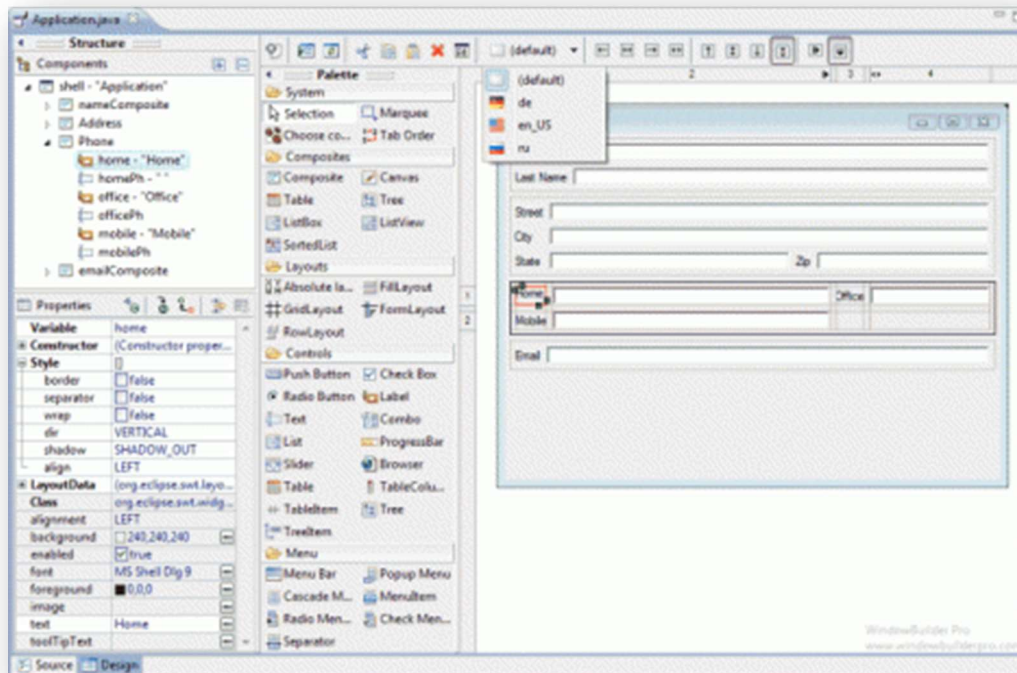 Application.java
Structure
Components
shell - "Application"
nameComposite
Address
Phone
home - "Home"
homePh - " "
office - "Office"
officePh
mobile - "Mobile"
mobilePh
emailComposite
Properties
Variable home
Constructor (Constructor proper...
Style []
border false
separator false
wrap false
dir VERTICAL
shadow SHADOW_OUT
align LEFT
LayoutData (org.eclipse.swt.layo...
Class org.eclipse.swt.widg...
alignment LEFT
background 240,240,240
enabled true
font MS Shell Dlg 9
foreground 0,0,0
image
text Home
toolTipText
Source Design
Palette
System
Selection Marquee
Choose co... Tab Order
Composites
Composite Canvas
Table Tree
ListBox ListView
SortedList
Layouts
Absolute la... FillLayout
GridLayout FormLayout
RowLayout
Controls
Push Button Check Box
Radio Button Label
Text Combo
List ProgressBar
Slider Browser
Table TableColu...
TableItem Tree
TreeItem
Menu
Menu Bar Popup Menu
Cascade M... MenuItem
Radio Men... Check Men...
Separator
(default)
(default)
de
en_US
ru
2 3 4
1
2
Last Name
Street
City
State Zip
Home Office
Mobile
Email
WindowBuilder Pro
www.windowbuilderpro.com